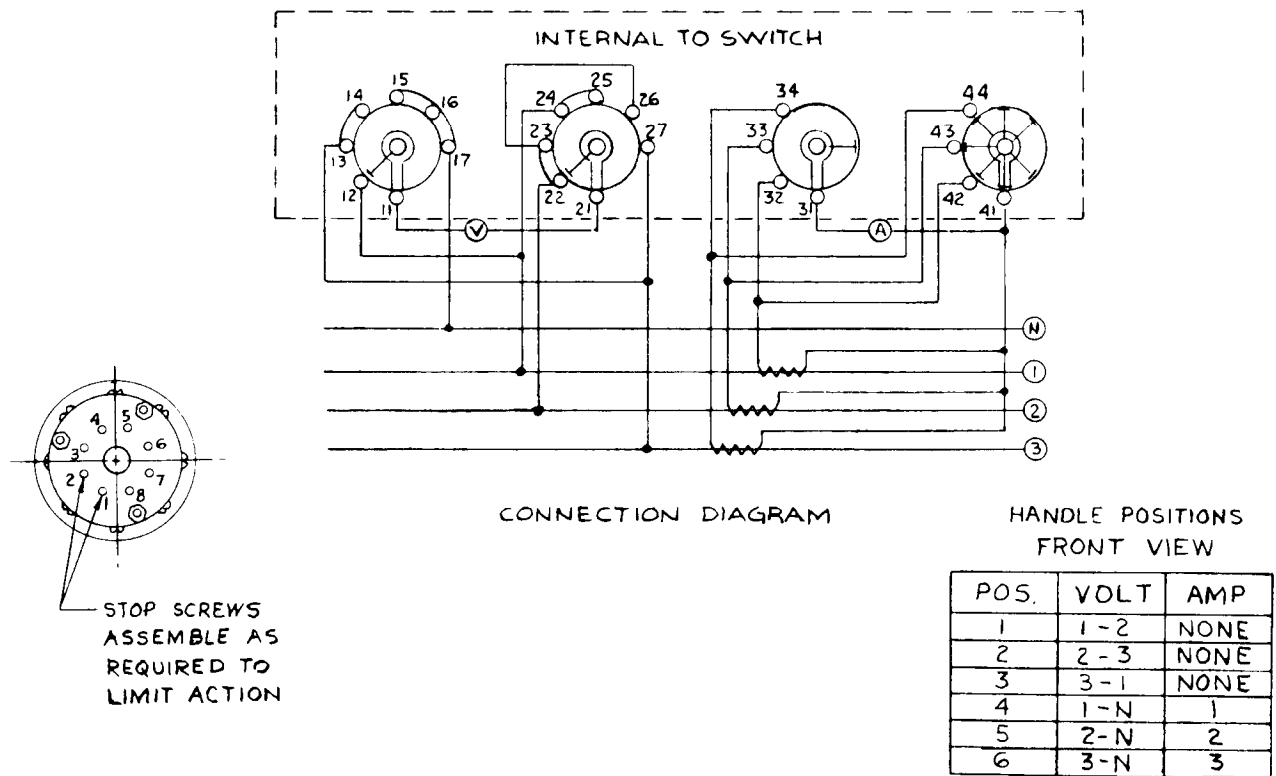 INTERNAL TO SWITCH
15
14
16
13
17
12
11
25
24
26
23
27
22
21
34
33
32
31
44
43
42
41
V
A
N
1
2
3
4
5
3
6
2
7
1
8
CONNECTION DIAGRAM
STOP SCREWS
ASSEMBLE AS
REQUIRED TO
LIMIT ACTION
HANDLE POSITIONS
FRONT VIEW
POS. VOLT AMP
1 1-2 NONE
2 2-3 NONE
3 3-1 NONE
4 1-N 1
5 2-N 2
6 3-N 3